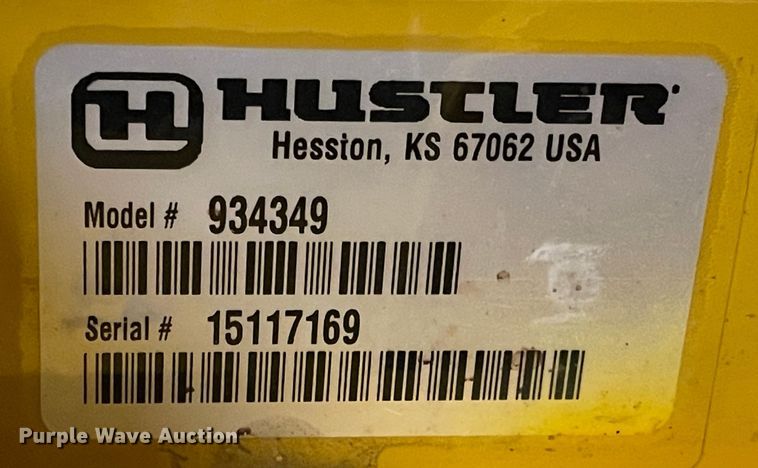 H HUSTLER
Hesston, KS 67062 USA
Model # 934349
Serial # 15117169
Purple Wave Auction